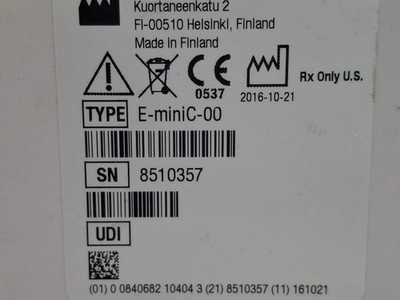 Kuortaneenkatu 2
FI-00510 Helsinki, Finland
Made in Finland
CE
0537
2016-10-21
Rx Only U.S.
TYPE E-miniC-00
SN 8510357
UDI
(01) 0 0840682 10404 3 (21) 8510357 (11) 161021